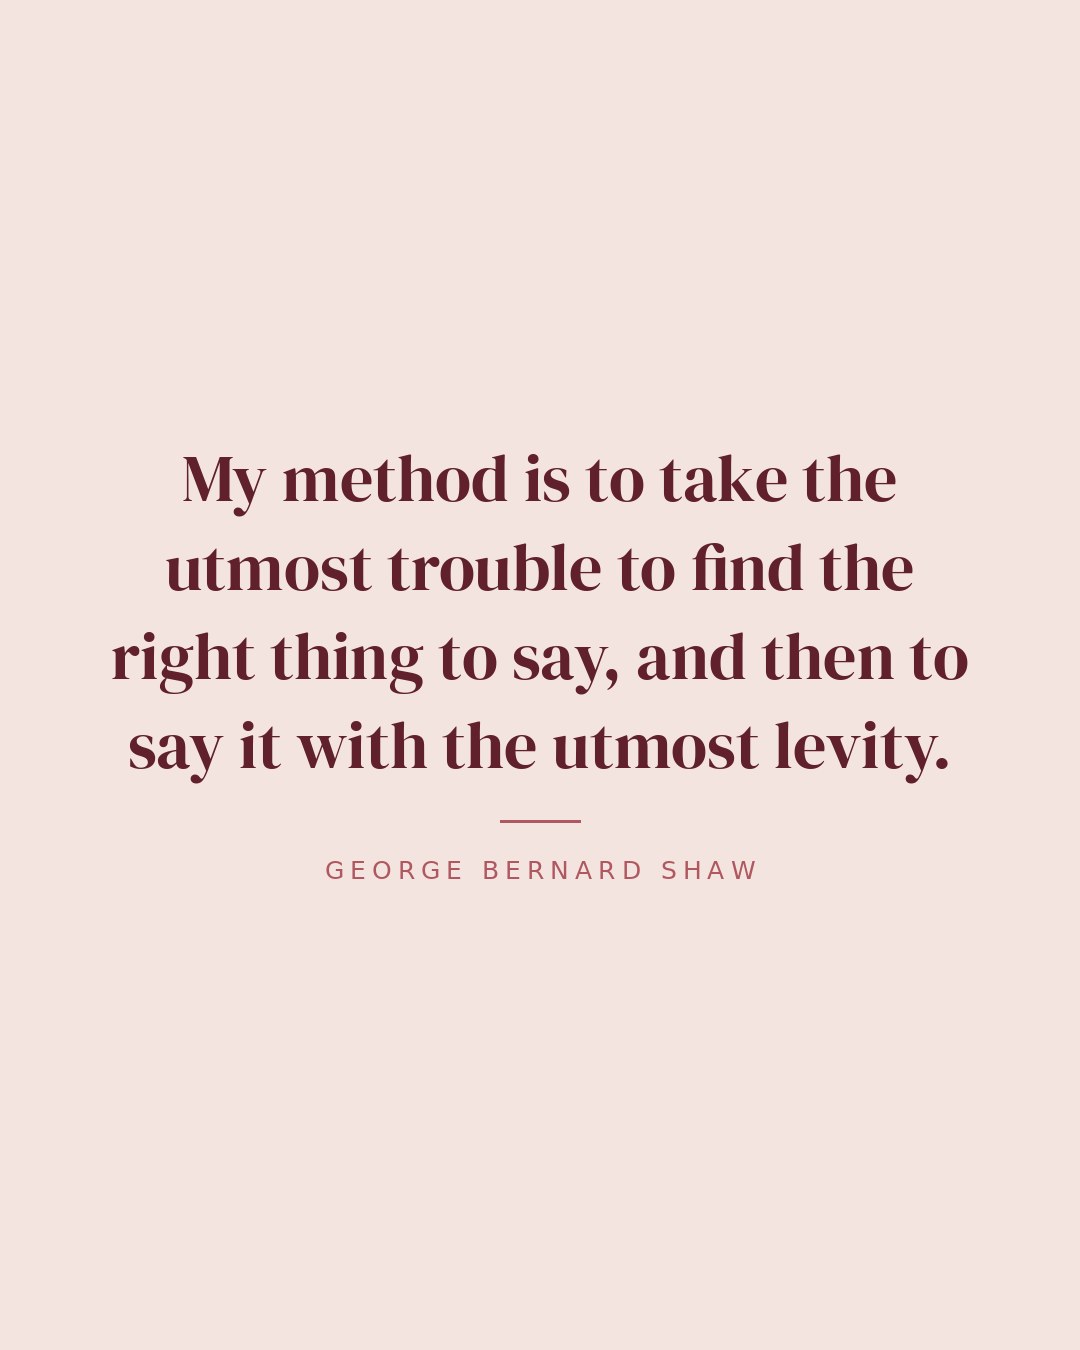 My method is to take the
utmost trouble to find the
right thing to say, and then to
say it with the utmost levity.
GEORGE BERNARD SHAW